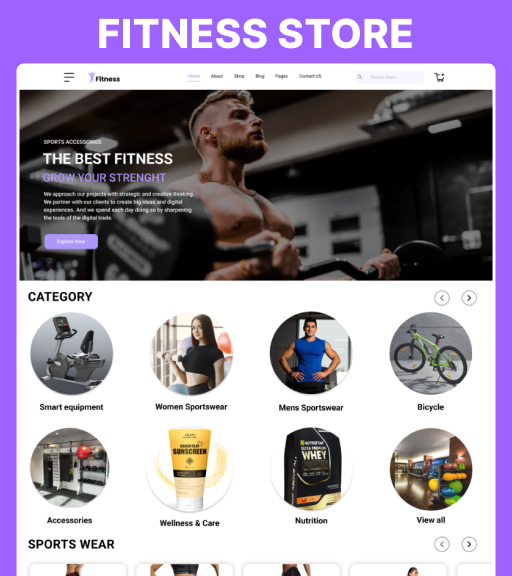 FITNESS STORE
Fitness
Home About Shop Blog Pages Contact US
SPORTS ACCESSORIES
THE BEST FITNESS
GROW YOUR STRENGHT
We approach our projects with strategic and creative thinking.
We partner with our clients to create big ideas and digital
experiences. And we spend each day doing so by sharpening
the tools of the digital trade.
Explore Now
CATEGORY
Smart equipment
Women Sportswear
Mens Sportswear
Bicycle
SUNSCREEN
WHEY
Accessories
Wellness & Care
Nutrition
View all
SPORTS WEAR